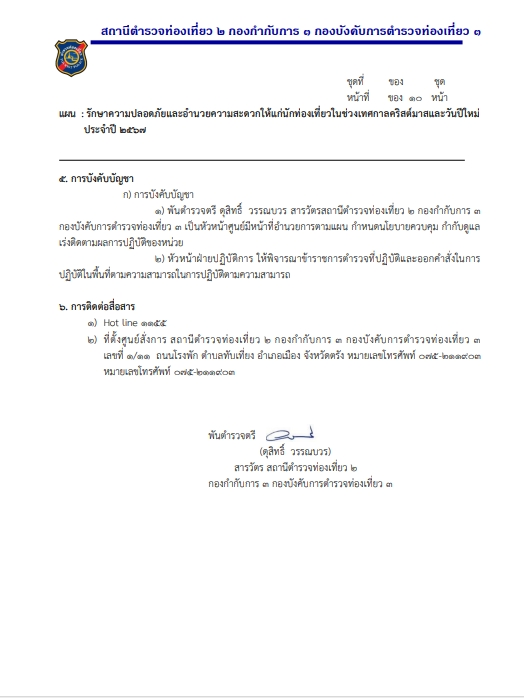 สถานีตำรวจท่องเที่ยว ๒ กองกำกับการ ๓ กองบังคับการตำรวจท่องเที่ยว ๓
ชุดที่ ของ ชุด
หน้าที่ ของ ๑๐ หน้า
แผน : รักษาความปลอดภัยและอำนวยความสะดวกให้แก่นักท่องเที่ยวในช่วงเทศกาลคริสต์มาสและวันปีใหม่
ประจำปี ๒๕๖๗
๕. การบังคับบัญชา
ก) การบังคับบัญชา
๑) พันตำรวจตรี ดุสิทธิ์ วรรณบวร สารวัตรสถานีตำรวจท่องเที่ยว ๒ กองกำกับการ ๓
กองบังคับการตำรวจท่องเที่ยว ๓ เป็นหัวหน้าศูนย์มีหน้าที่อำนวยการตามแผน กำหนดนโยบายควบคุม กำกับดูแล
เร่งติดตามผลการปฏิบัติของหน่วย
๒) หัวหน้าฝ่ายปฏิบัติการ ให้พิจารณาข้าราชการตำรวจที่ปฏิบัติและออกคำสั่งในการ
ปฏิบัติในพื้นที่ตามความสามารถในการปฏิบัติตามความสามารถ
๖. การติดต่อสื่อสาร
๑) Hot line ๑๑๕๕
๒) ที่ตั้งศูนย์สั่งการ สถานีตำรวจท่องเที่ยว ๒ กองกำกับการ ๓ กองบังคับการตำรวจท่องเที่ยว ๓
เลขที่ ๑/๑๑ ถนนโรงพัก ตำบลทับเที่ยง อำเภอเมือง จังหวัดตรัง หมายเลขโทรศัพท์ ๐๗๕-๒๑๑๙๐๓
หมายเลขโทรศัพท์ ๐๗๕-๒๑๑๙๐๓
พันตำรวจตรี
(ดุสิทธิ์ วรรณบวร)
สารวัตร สถานีตำรวจท่องเที่ยว ๒
กองกำกับการ ๓ กองบังคับการตำรวจท่องเที่ยว ๓